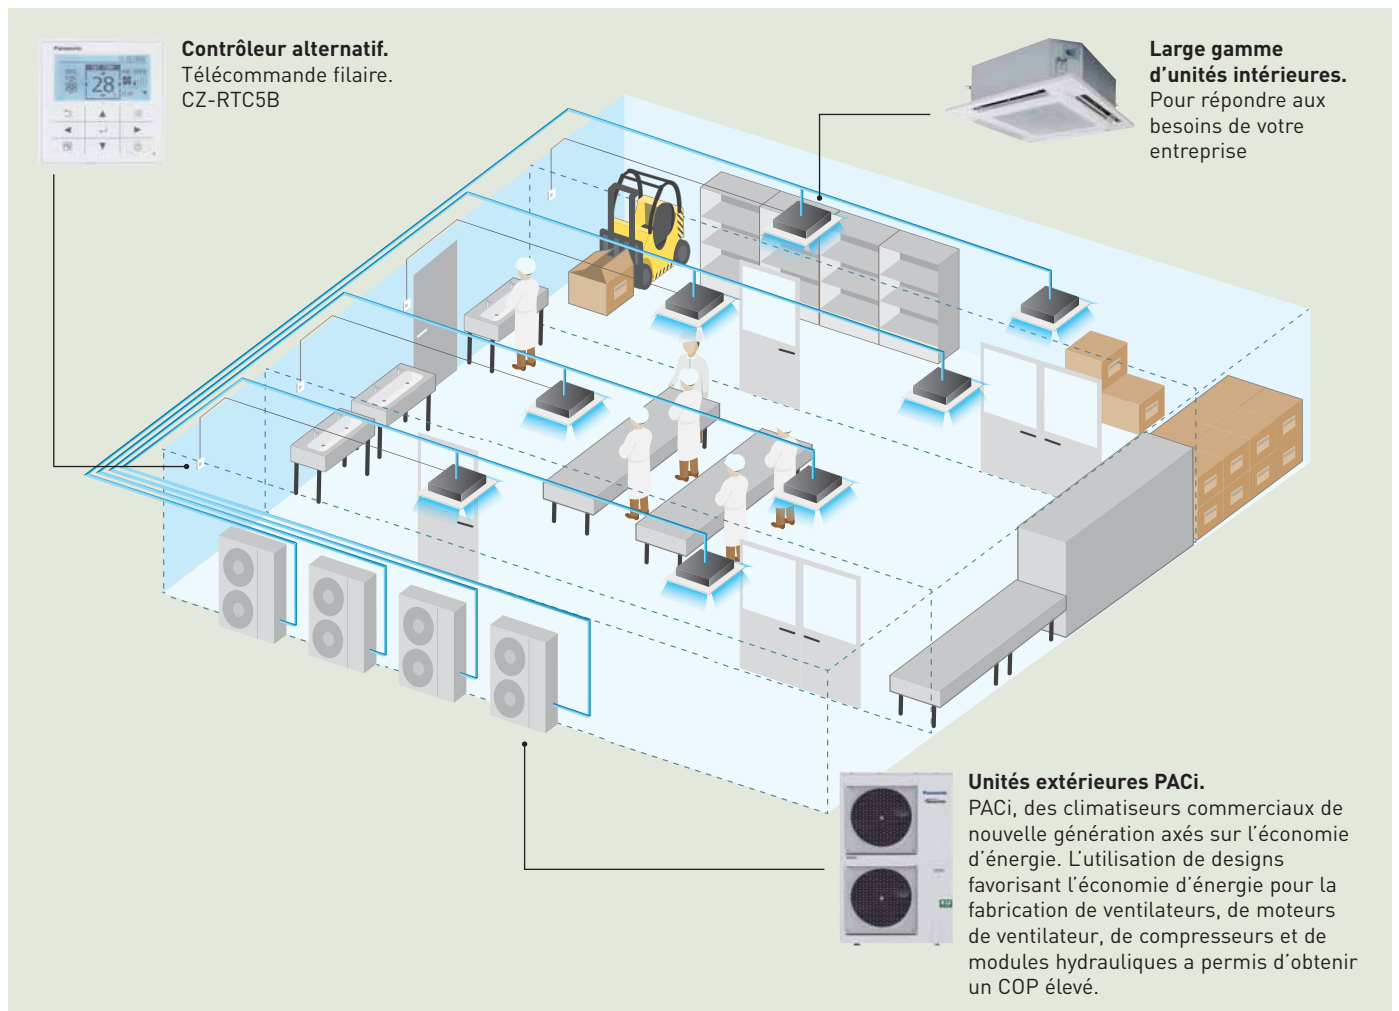 Panasonic
28
Contrôleur alternatif.
Télécommande filaire.
CZ-RTC5B
Large gamme
d’unités intérieures.
Pour répondre aux
besoins de votre
entreprise
Panasonic
Unités extérieures PACi.
PACi, des climatiseurs commerciaux de
nouvelle génération axés sur l’économie
d’énergie. L’utilisation de designs
favorisant l’économie d’énergie pour la
fabrication de ventilateurs, de moteurs
de ventilateur, de compresseurs et de
modules hydrauliques a permis d’obtenir
un COP élevé.